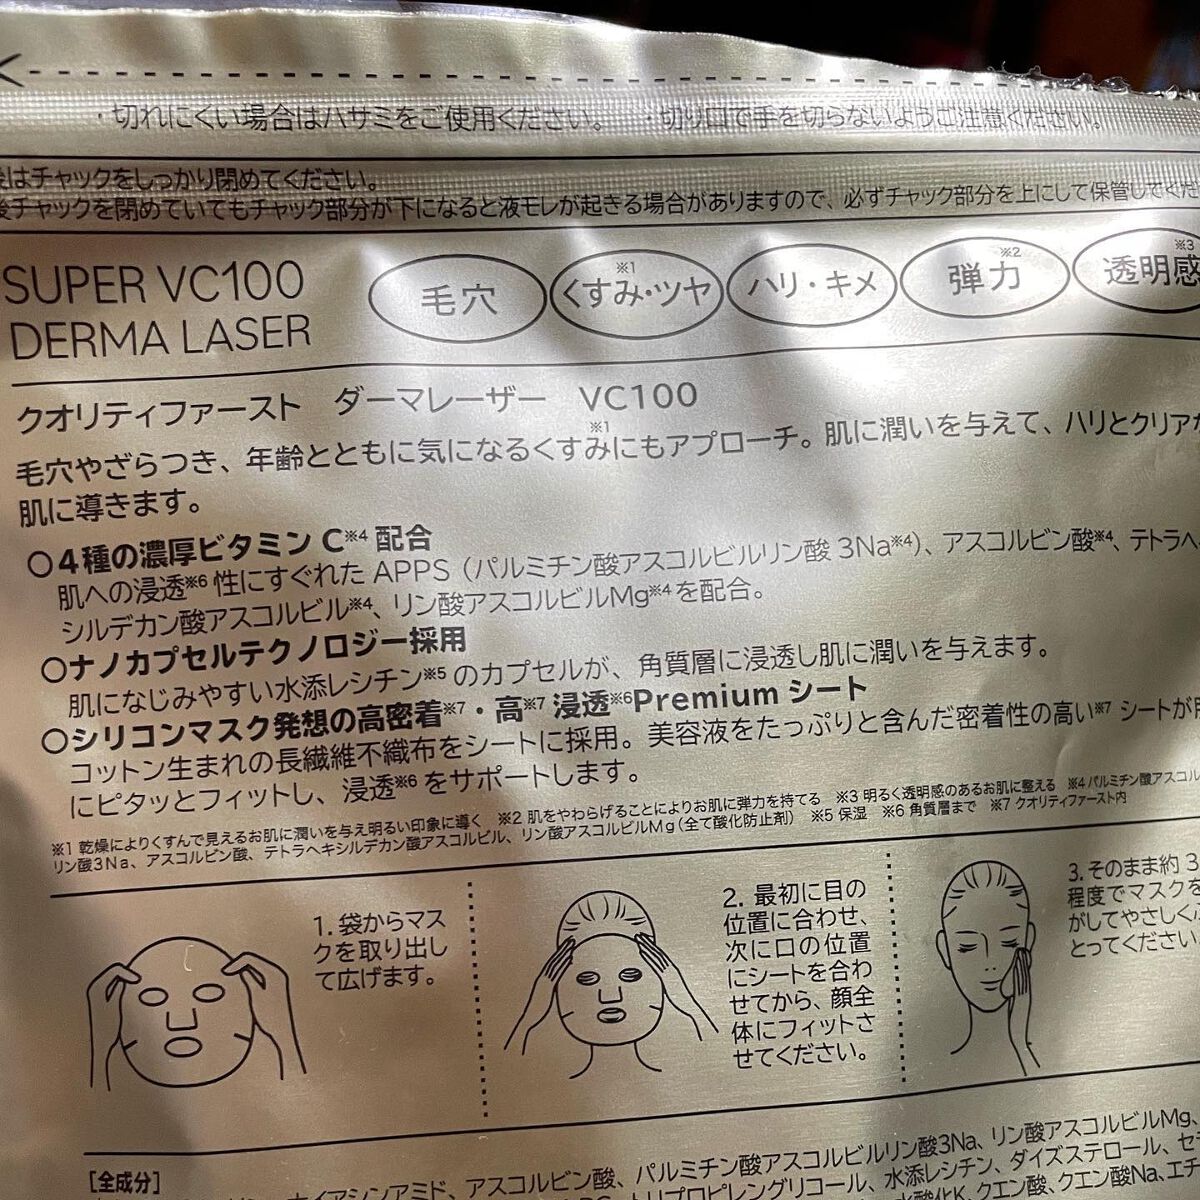 ・切れにくい場合はハサミをご使用ください。 ・切り口で手を切らないようご注意ください。
はチャックをしっかり閉めてください。
後チャックを閉めていてもチャック部分が下になると液モレが起きる場合がありますので、必ずチャック部分を上にして保管してくだ
SUPER VC100
DERMA LASER
毛穴 くすみ・ツヤ※1 ハリ・キメ 弾力※2 透明感※3
クオリティファースト ダーマレーザー VC100
毛穴やざらつき、年齢とともに気になるくすみ※1にもアプローチ。肌に潤いを与えて、ハリとクリアな
肌に導きます。
○4種の濃厚ビタミンC※4配合
肌への浸透※6性にすぐれたAPPS（パルミチン酸アスコルビルリン酸3Na※4）、アスコルビン酸※4、テトラヘキ
シルデカン酸アスコルビル※4、リン酸アスコルビルMg※4を配合。
○ナノカプセルテクノロジー採用
肌になじみやすい水添レシチン※5のカプセルが、角質層に浸透し肌に潤いを与えます。
○シリコンマスク発想の高密着※7・高※7浸透※6Premiumシート
コットン生まれの長繊維不織布をシートに採用。美容液をたっぷりと含んだ密着性の高い※7シートが
にピタッとフィットし、浸透※6をサポートします。
※1 乾燥によりくすんで見えるお肌に潤いを与え明るい印象に導く ※2 肌をやわらげることによりお肌に弾力を持てる ※3 明るく透明感のあるお肌に整える ※4 パルミチン酸アスコル
リン酸3Na、アスコルビン酸、テトラヘキシルデカン酸アスコルビル、リン酸アスコルビルMg（全て酸化防止剤） ※5 保湿 ※6 角質層まで ※7 クオリティファースト内
1. 袋からマス
クを取り出し
て広げます。
2. 最初に目の
位置に合わせ、
次に口の位置
にシートを合わ
せてから、顔全
体にフィットさ
せてください。
3. そのまま約3
程度でマスクを
がしてやさしく
とってください
［全成分］
ナイアシンアミド、アスコルビン酸、パルミチン酸アスコルビルリン酸3Na、リン酸アスコルビルMg、
トリプロピレングリコール、水添レシチン、ダイズステロール、セ
水酸化K、クエン酸、クエン酸Na、エチ